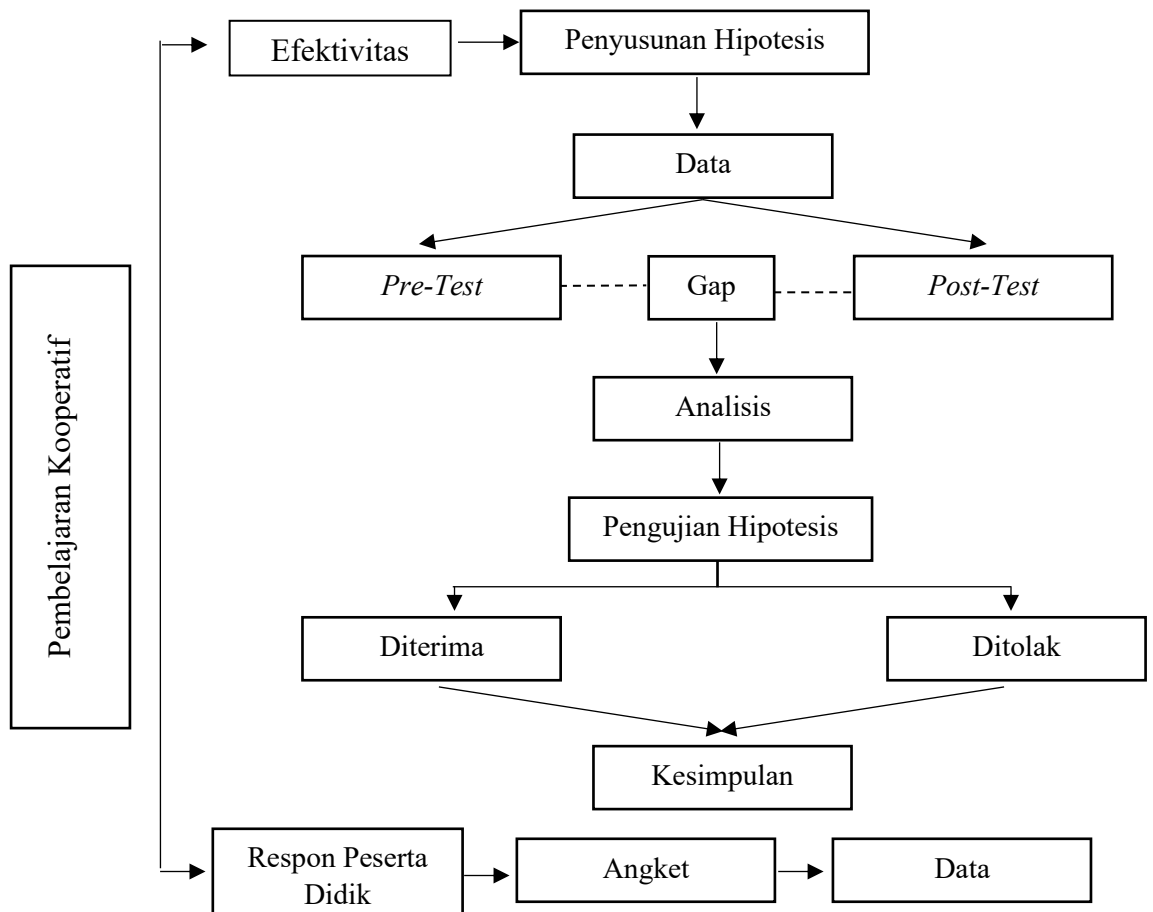 Efektivitas
Penyusunan Hipotesis
Data
Pre-Test
Gap
Post-Test
Analisis
Pengujian Hipotesis
Pembelajaran Kooperatif
Diterima
Ditolak
Kesimpulan
Respon Peserta
Didik
Angket
Data